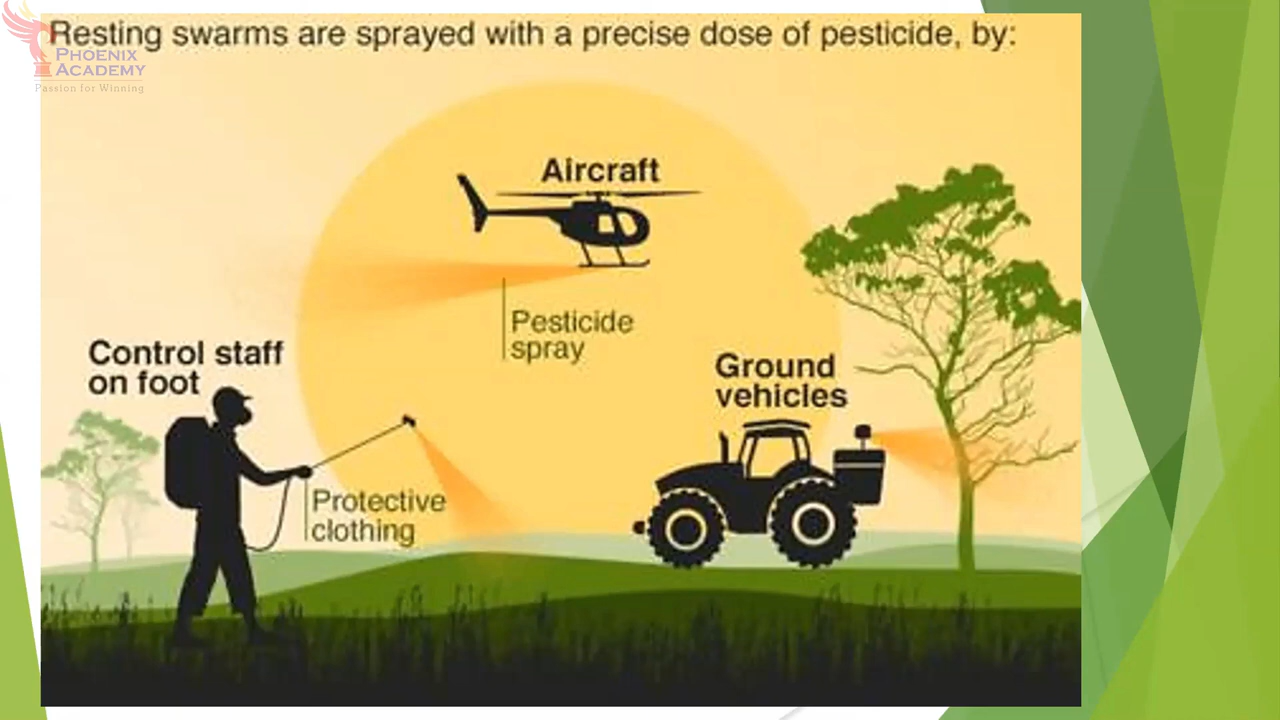 Resting swarms are sprayed with a precise dose of pesticide, by:
PHOENIX
ACADEMY
Passion for Winning
Aircraft
Pesticide
spray
Control staff
on foot
Ground
vehicles
Protective
clothing